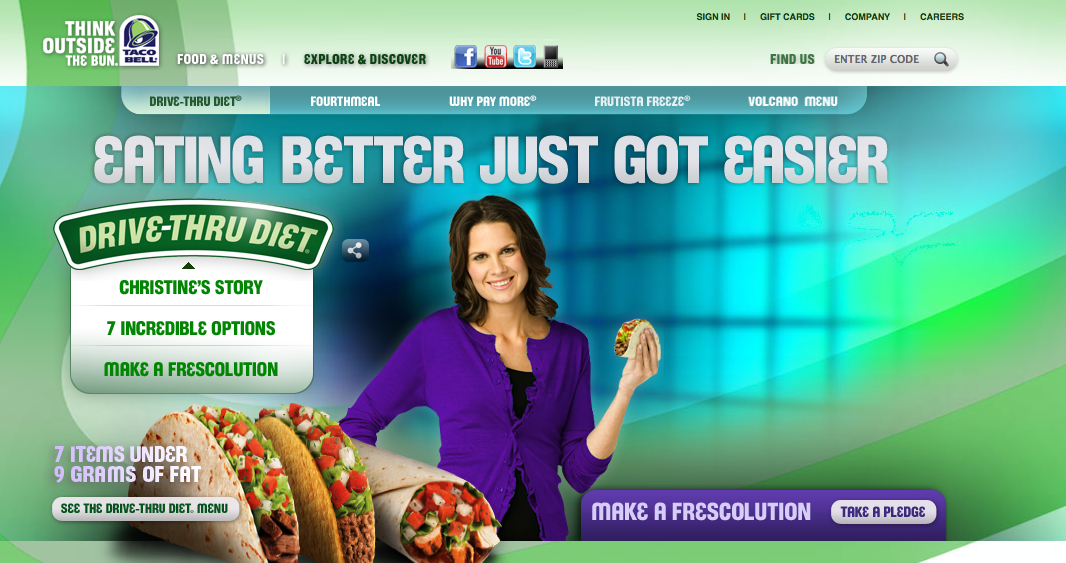 THINK
OUTSIDE
THE BUN.
TACO
BELL
SIGN IN | GIFT CARDS | COMPANY | CAREERS
FOOD & MENUS | EXPLORE & DISCOVER
f You Tube t
FIND US ENTER ZIP CODE
DRIVE-THRU DIET® FOURTHMEAL WHY PAY MORE® FRUTISTA FREEZE® VOLCANO MENU
EATING BETTER JUST GOT EASIER
DRIVE-THRU DIET®
CHRISTINE'S STORY
7 INCREDIBLE OPTIONS
MAKE A FRESCOLUTION
7 ITEMS UNDER
9 GRAMS OF FAT
SEE THE DRIVE-THRU DIET® MENU
MAKE A FRESCOLUTION TAKE A PLEDGE